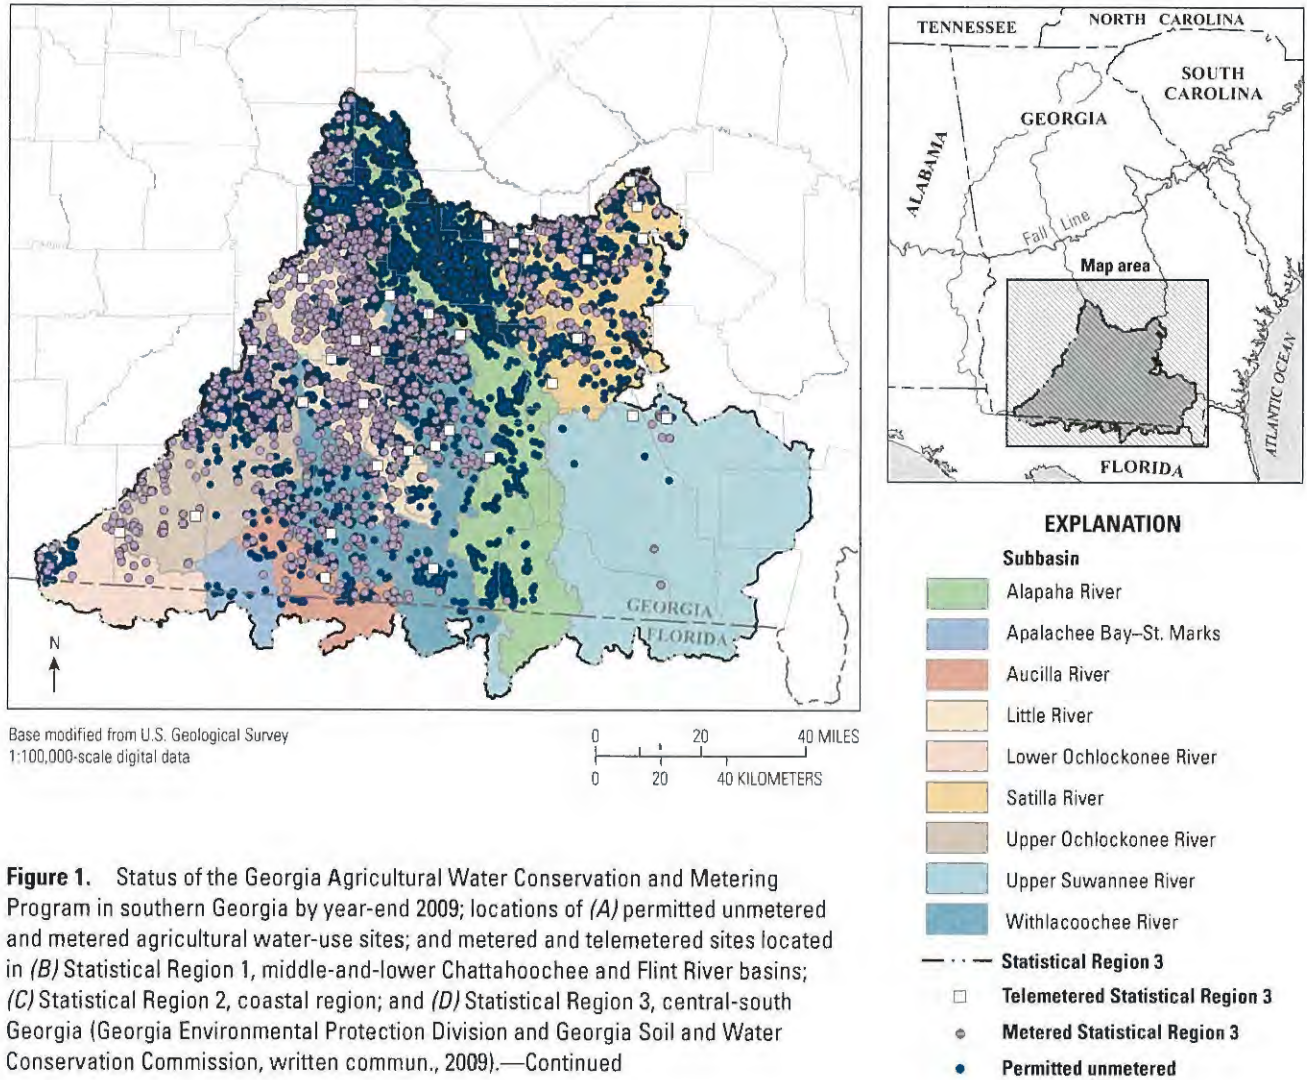 GEORGIA
FLORIDA
N
Base modified from U.S. Geological Survey
1:100,000-scale digital data
0 20 40 MILES
0 20 40 KILOMETERS
TENNESSEE
NORTH CAROLINA
SOUTH
CAROLINA
GEORGIA
ALABAMA
Fall Line
Map area
ATLANTIC OCEAN
FLORIDA
EXPLANATION
Subbasin
Alapaha River
Apalachee Bay–St. Marks
Aucilla River
Little River
Lower Ochlockonee River
Satilla River
Upper Ochlockonee River
Upper Suwannee River
Withlacoochee River
Statistical Region 3
Telemetered Statistical Region 3
Metered Statistical Region 3
Permitted unmetered
Figure 1. Status of the Georgia Agricultural Water Conservation and Metering
Program in southern Georgia by year-end 2009; locations of (A) permitted unmetered
and metered agricultural water-use sites; and metered and telemetered sites located
in (B) Statistical Region 1, middle-and-lower Chattahoochee and Flint River basins;
(C) Statistical Region 2, coastal region; and (D) Statistical Region 3, central-south
Georgia (Georgia Environmental Protection Division and Georgia Soil and Water
Conservation Commission, written commun., 2009).—Continued